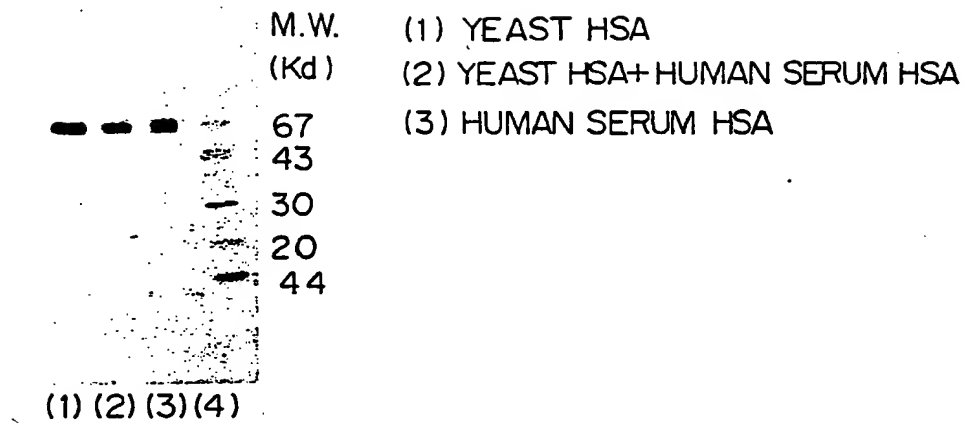 M.W.
(Kd)
67
43
30
20
44
(1) YEAST HSA
(2) YEAST HSA+HUMAN SERUM HSA
(3) HUMAN SERUM HSA
(1) (2) (3) (4)